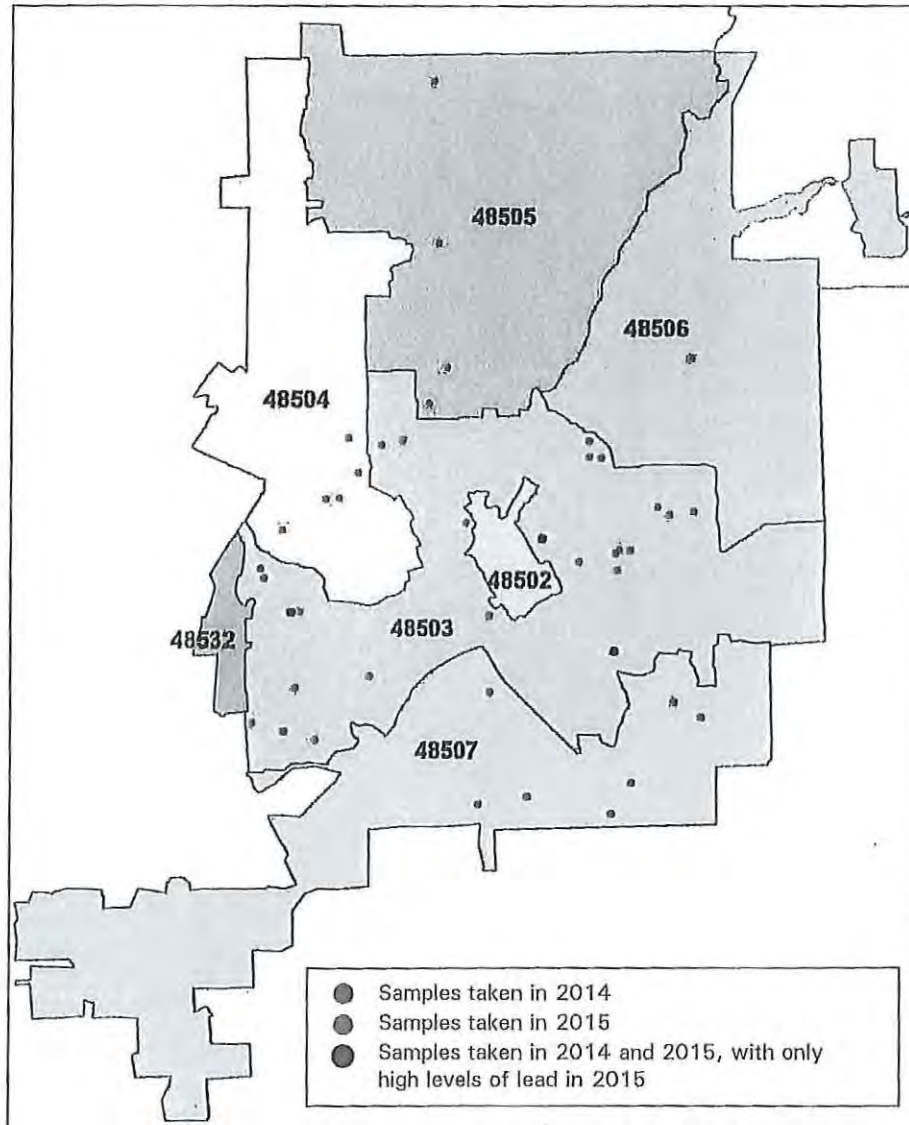 48505
48506
48504
48502
48503
48532
48507
Samples taken in 2014
Samples taken in 2015
Samples taken in 2014 and 2015, with only
high levels of lead in 2015